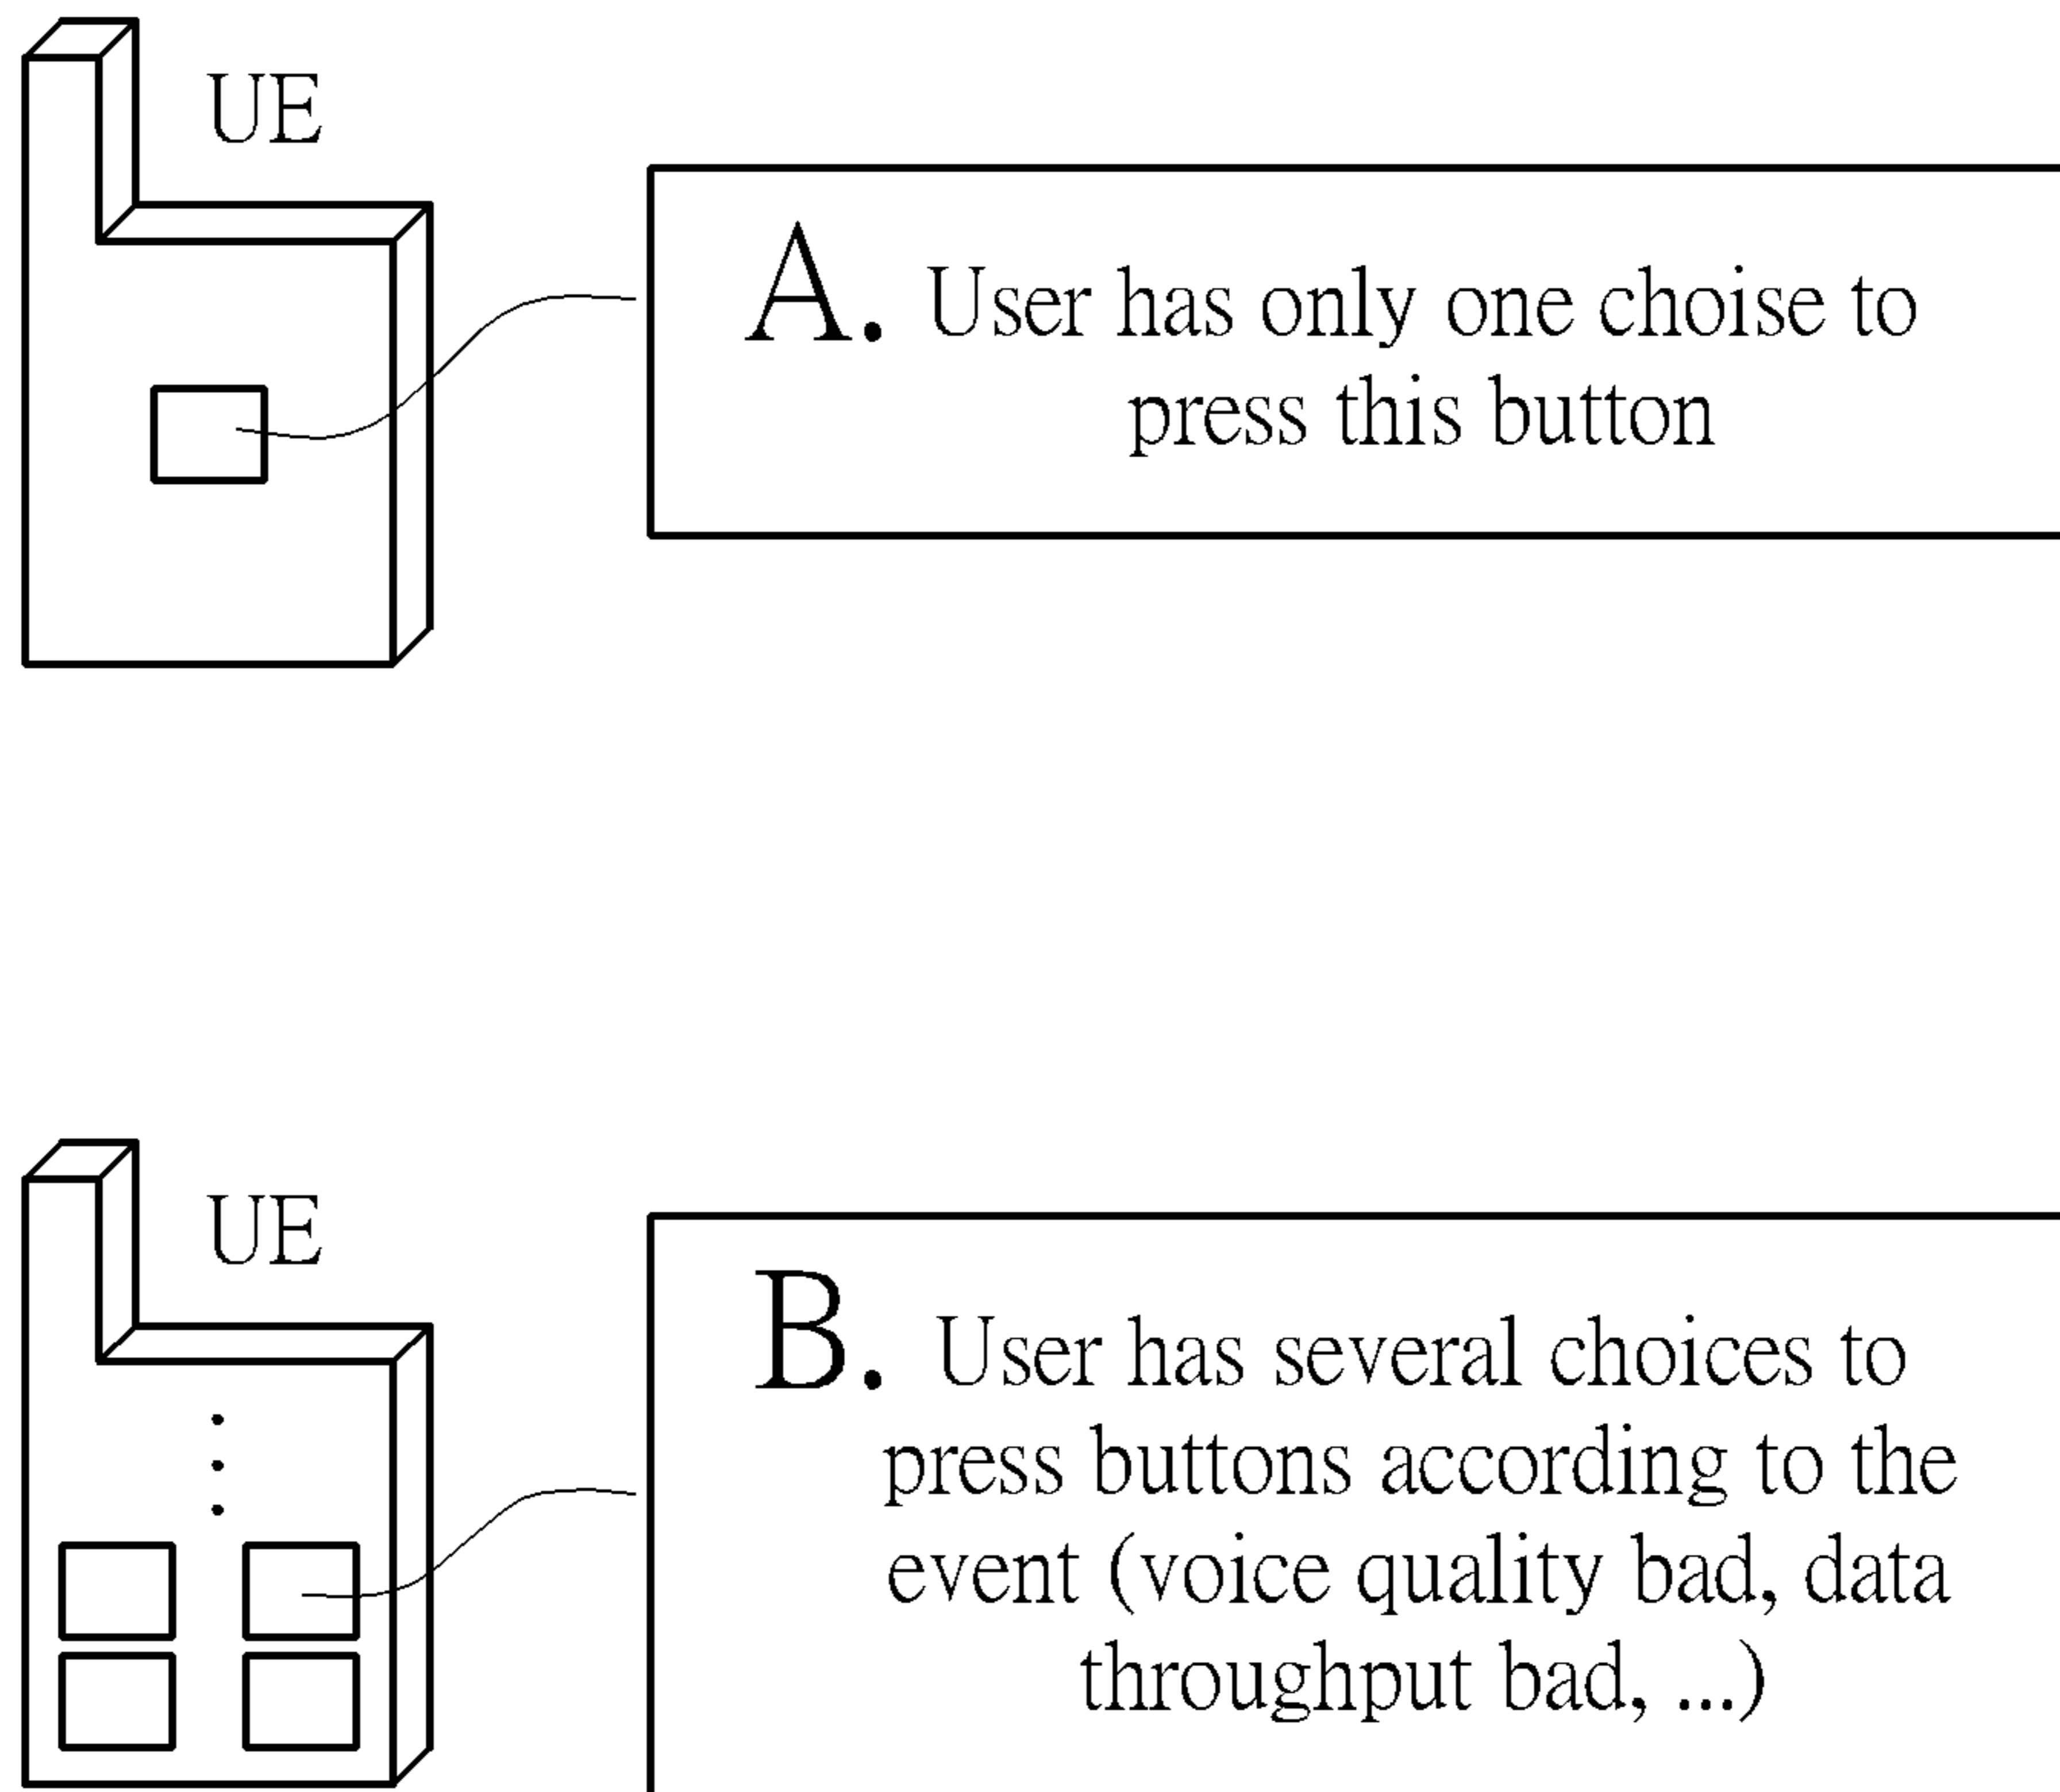 UE
A. User has only one choise to
press this button
UE
B. User has several choices to
press buttons according to the
event (voice quality bad, data
throughput bad, ...)